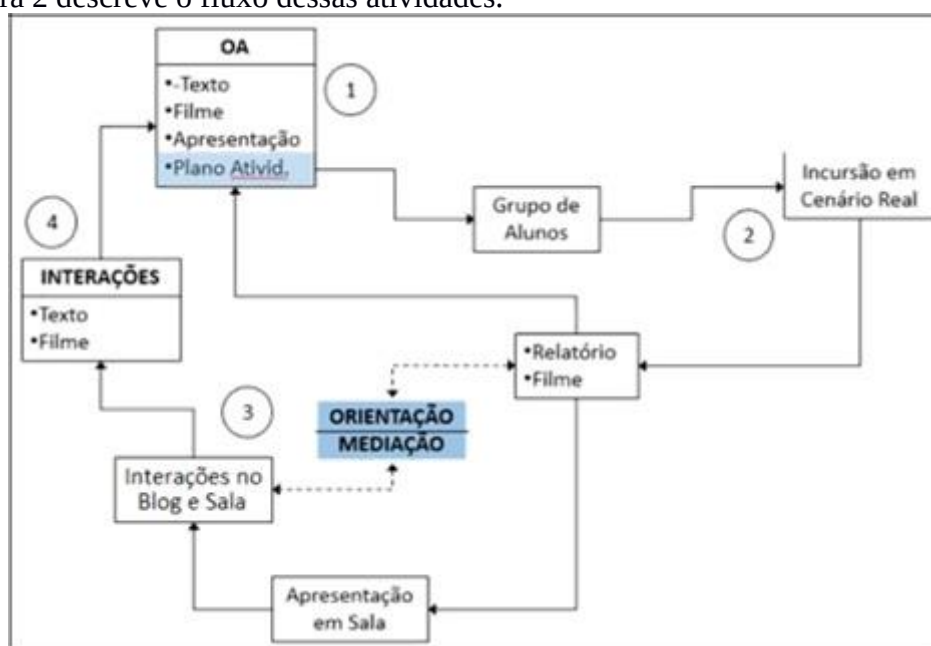 ra 2 descreve o fluxo dessas atividades:
OA
•-Texto
•Filme
•Apresentação
•Plano Ativid.
1
Grupo de
Alunos
Incursão em
Cenário Real
2
4
INTERAÇÕES
•Texto
•Filme
•Relatório
•Filme
3
ORIENTAÇÃO
MEDIAÇÃO
Interações no
Blog e Sala
Apresentação
em Sala